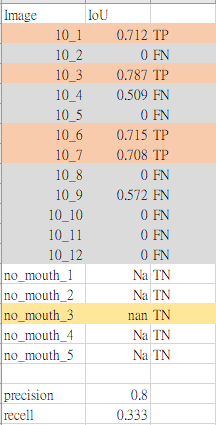 Image IoU
10_1 0.712 TP
10_2 0 FN
10_3 0.787 TP
10_4 0.509 FN
10_5 0 FN
10_6 0.715 TP
10_7 0.708 TP
10_8 0 FN
10_9 0.572 FN
10_10 0 FN
10_11 0 FN
10_12 0 FN
no_mouth_1 Na TN
no_mouth_2 Na TN
no_mouth_3 nan TN
no_mouth_4 Na TN
no_mouth_5 Na TN
precision 0.8
recell 0.333